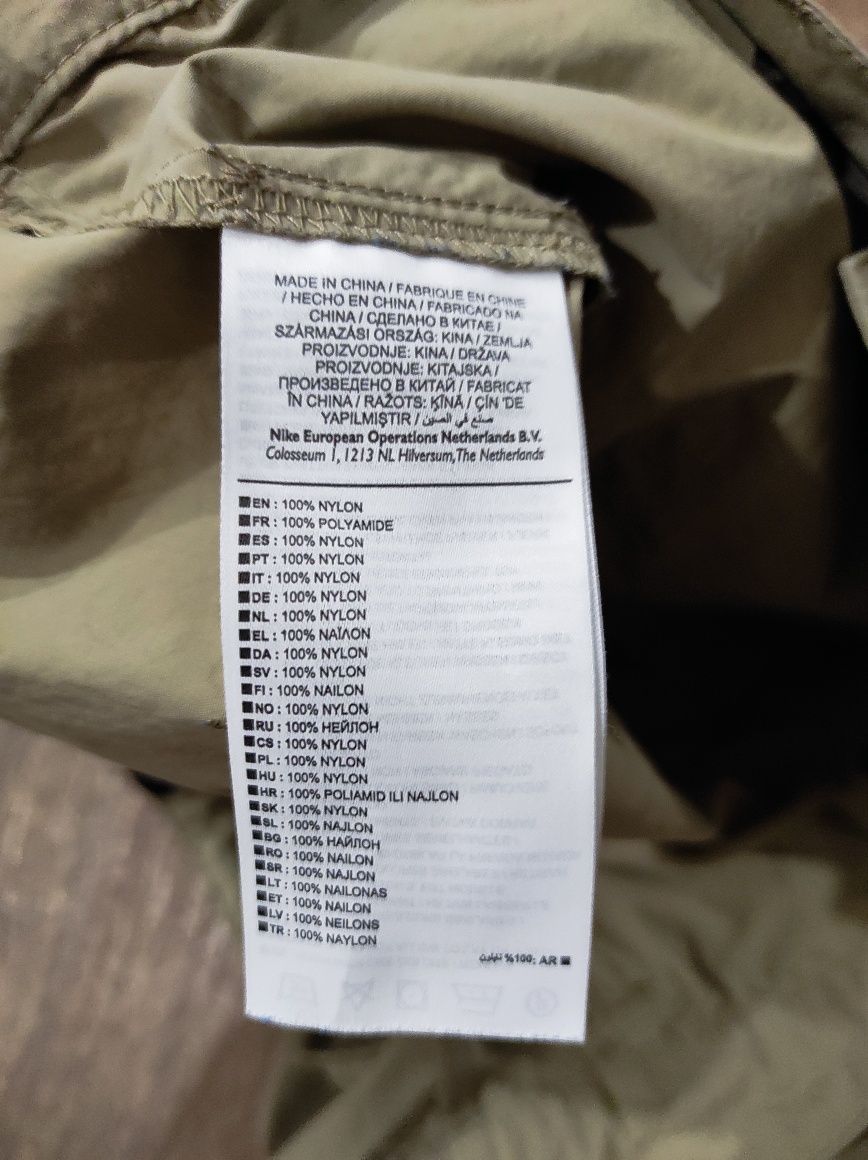 MADE IN CHINA / FABRIQUE EN CHINE
/ HECHO EN CHINA / FABRICADO NA
CHINA / СДЕЛАНО В КИТАЕ /
SZÁRMAZÁSI ORSZÁG: KINA / ZEMLJA
PROIZVODNJE: KINA / DRŽAVA
PROIZVODNJE: KITAJSKA /
ПРОИЗВЕДЕНО В КИТАЙ / FABRICAT
ÎN CHINA / RAŽOTS: ĶĪNĀ / ÇİN 'DE
YAPILMIŞTIR / صنع في الصين
Nike European Operations Netherlands B.V.
Colosseum 1, 1213 NL Hilversum, The Netherlands
EN : 100% NYLON
FR : 100% POLYAMIDE
ES : 100% NYLON
PT : 100% NYLON
IT : 100% NYLON
DE : 100% NYLON
NL : 100% NYLON
EL : 100% ΝΑΪΛΟΝ
DA : 100% NYLON
SV : 100% NYLON
FI : 100% NAILON
NO : 100% NYLON
RU : 100% НЕЙЛОН
CS : 100% NYLON
PL : 100% NYLON
HU : 100% NYLON
HR : 100% POLIAMID ILI NAJLON
SK : 100% NYLON
SL : 100% NAJLON
BG : 100% НАЙЛОН
RO : 100% NAILON
SR : 100% NAJLON
LT : 100% NAILONAS
ET : 100% NAILON
LV : 100% NEILONS
TR : 100% NAYLON
%100: AR